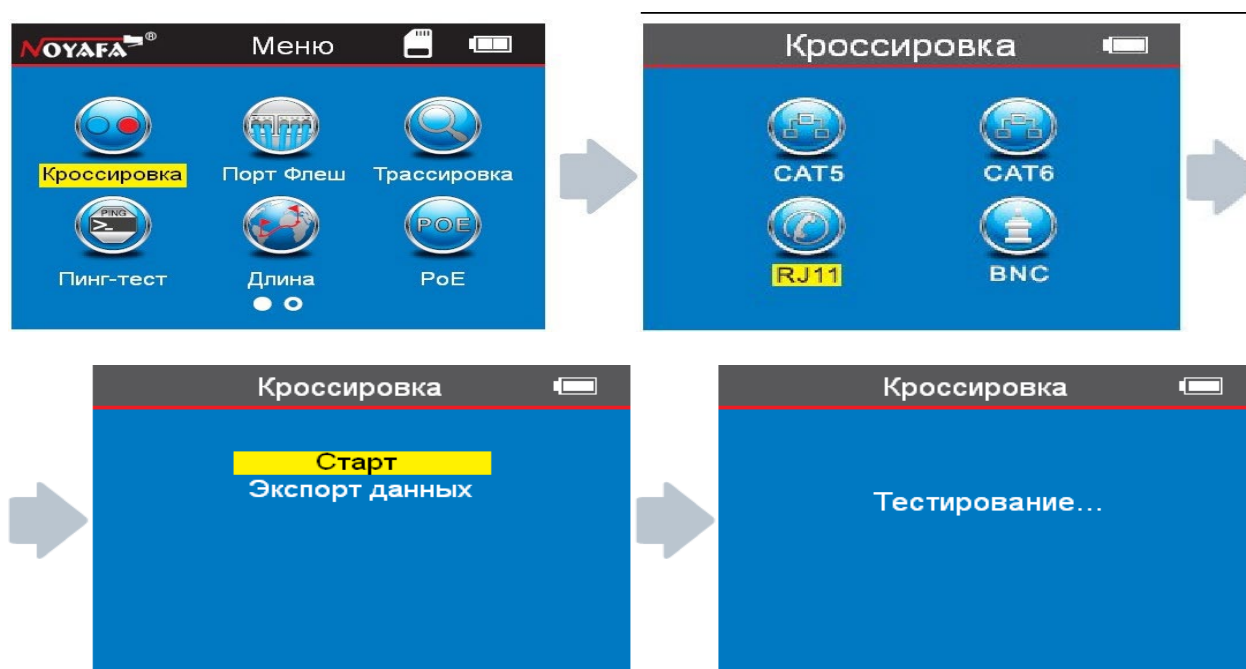 NOYAFA® Меню
Кроссировка Порт Флеш Трассировка
PING
>_
Пинг-тест Длина PoE
POE
Кроссировка
CAT5 CAT6
RJ11 BNC
Кроссировка
Старт
Экспорт данных
Кроссировка
Тестирование...